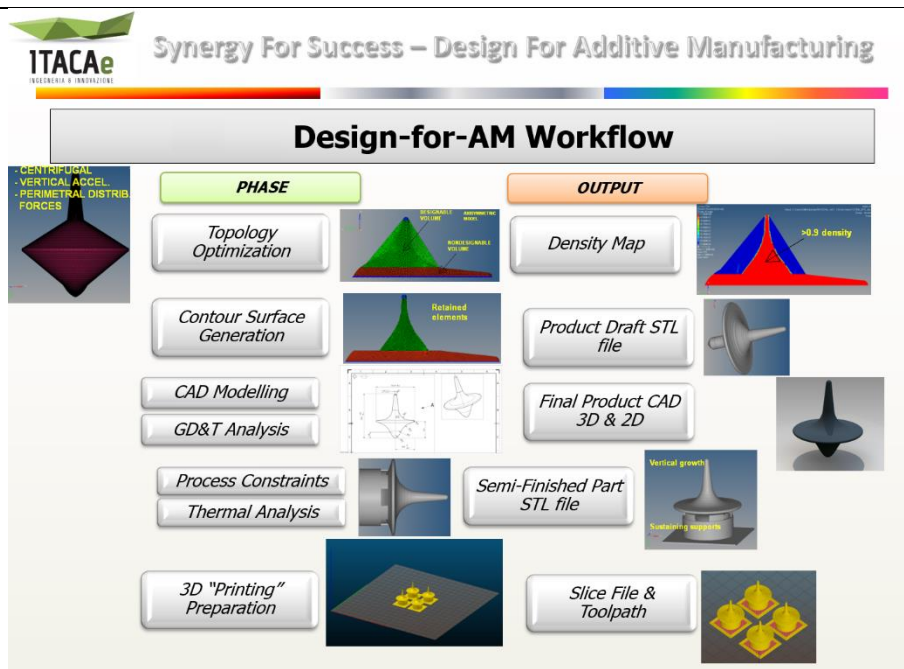 ITACAe
INGEGNERIA & INNOVAZIONE
Synergy For Success – Design For Additive Manufacturing
Design-for-AM Workflow
- CENTRIFUGAL
- VERTICAL ACCEL.
- PERIMETRAL DISTRIB.
FORCES
PHASE
OUTPUT
Topology
Optimization
DESIGNABLE
VOLUME
AXISYMMETRIC
MODEL
NONDESIGNABLE
VOLUME
Density Map
>0.9 density
Contour Surface
Generation
Retained
elements
Product Draft STL
file
CAD Modelling
GD&T Analysis
Final Product CAD
3D & 2D
Process Constraints
Thermal Analysis
Semi-Finished Part
STL file
Vertical growth
Sustaining supports
3D “Printing”
Preparation
Slice File &
Toolpath